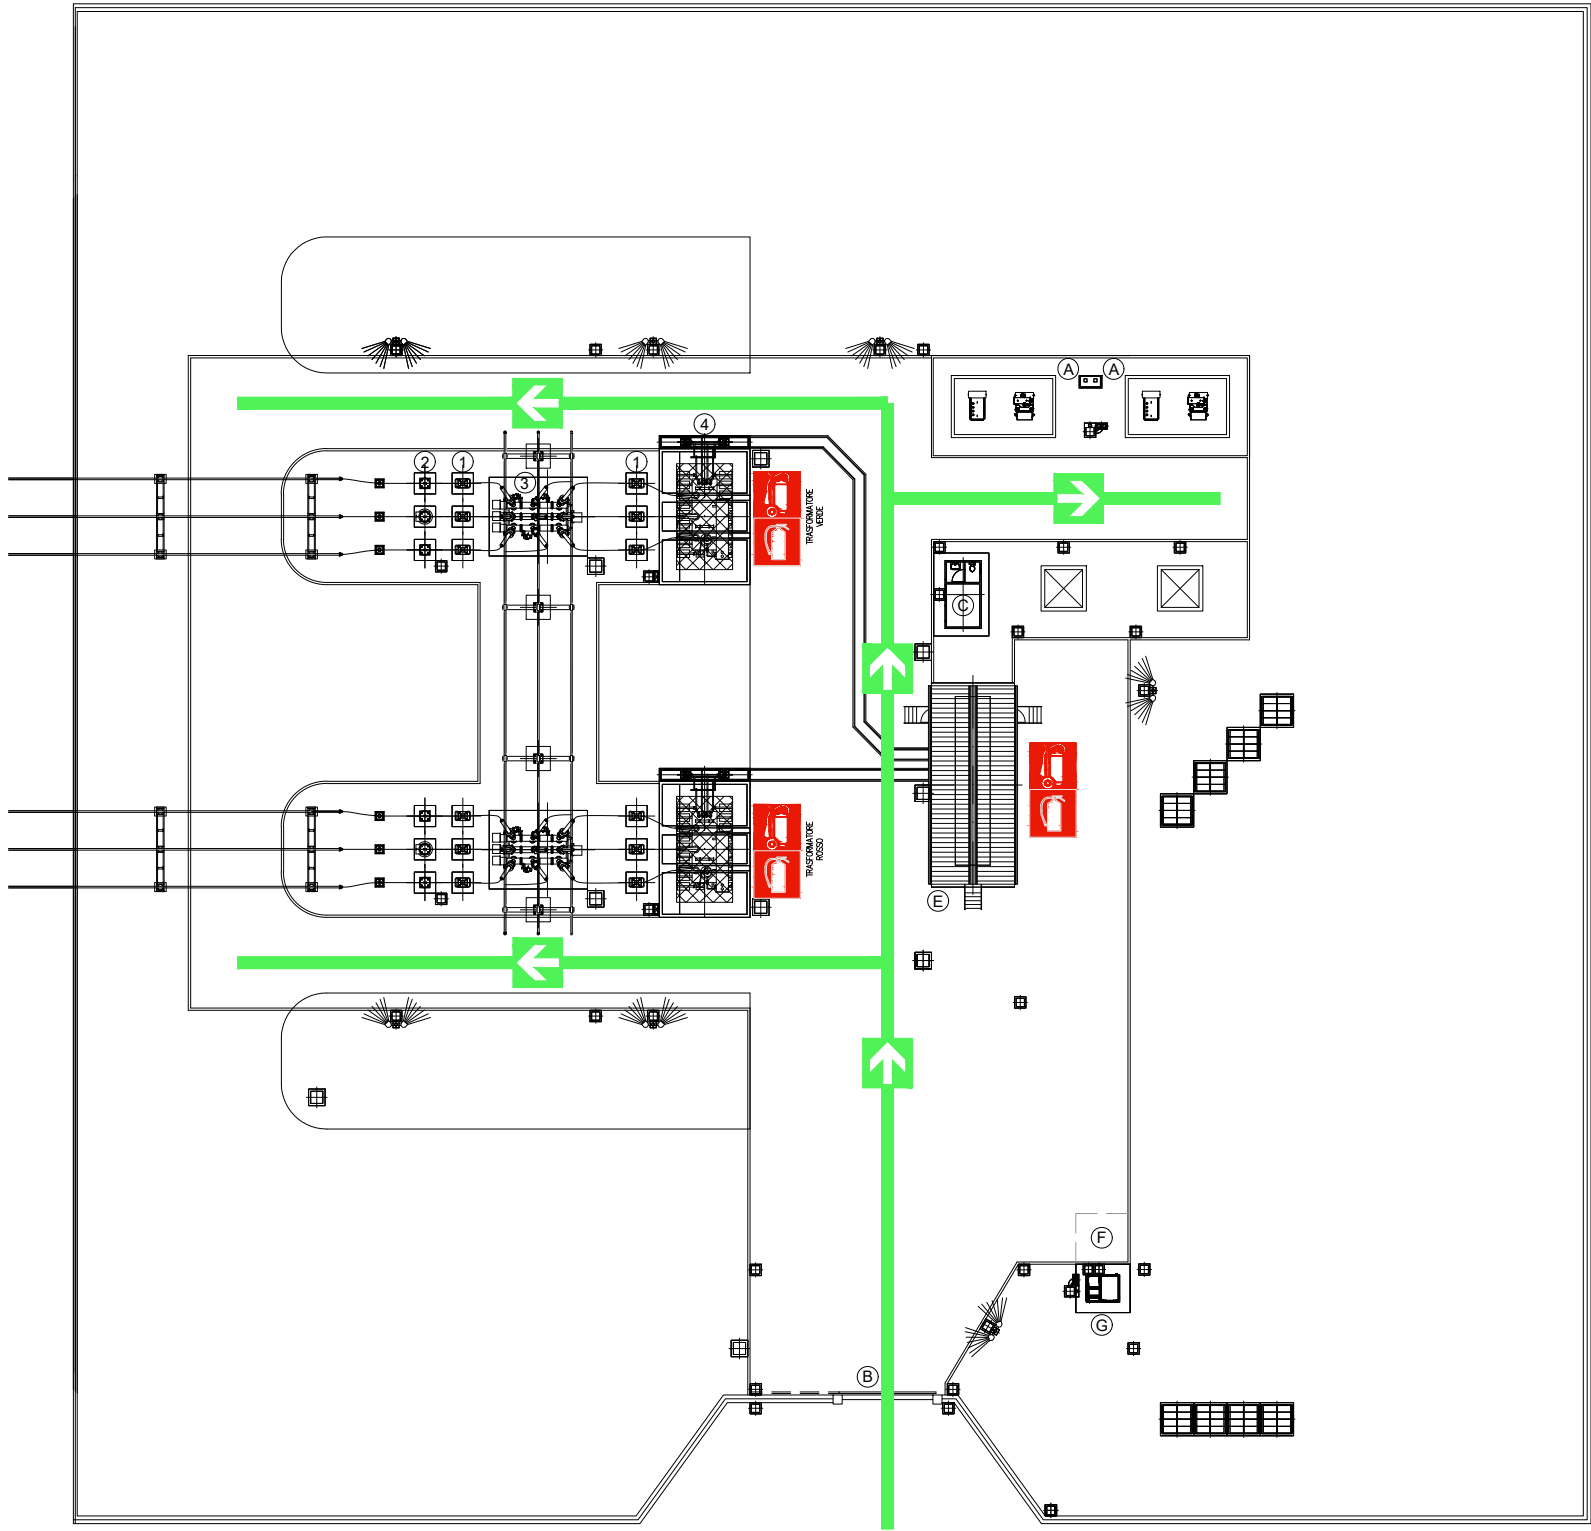 A A
4
2 1 3 1
TRASFORMATORE
VERDE
C
TRASFORMATORE
ROSSO
E
F
G
B